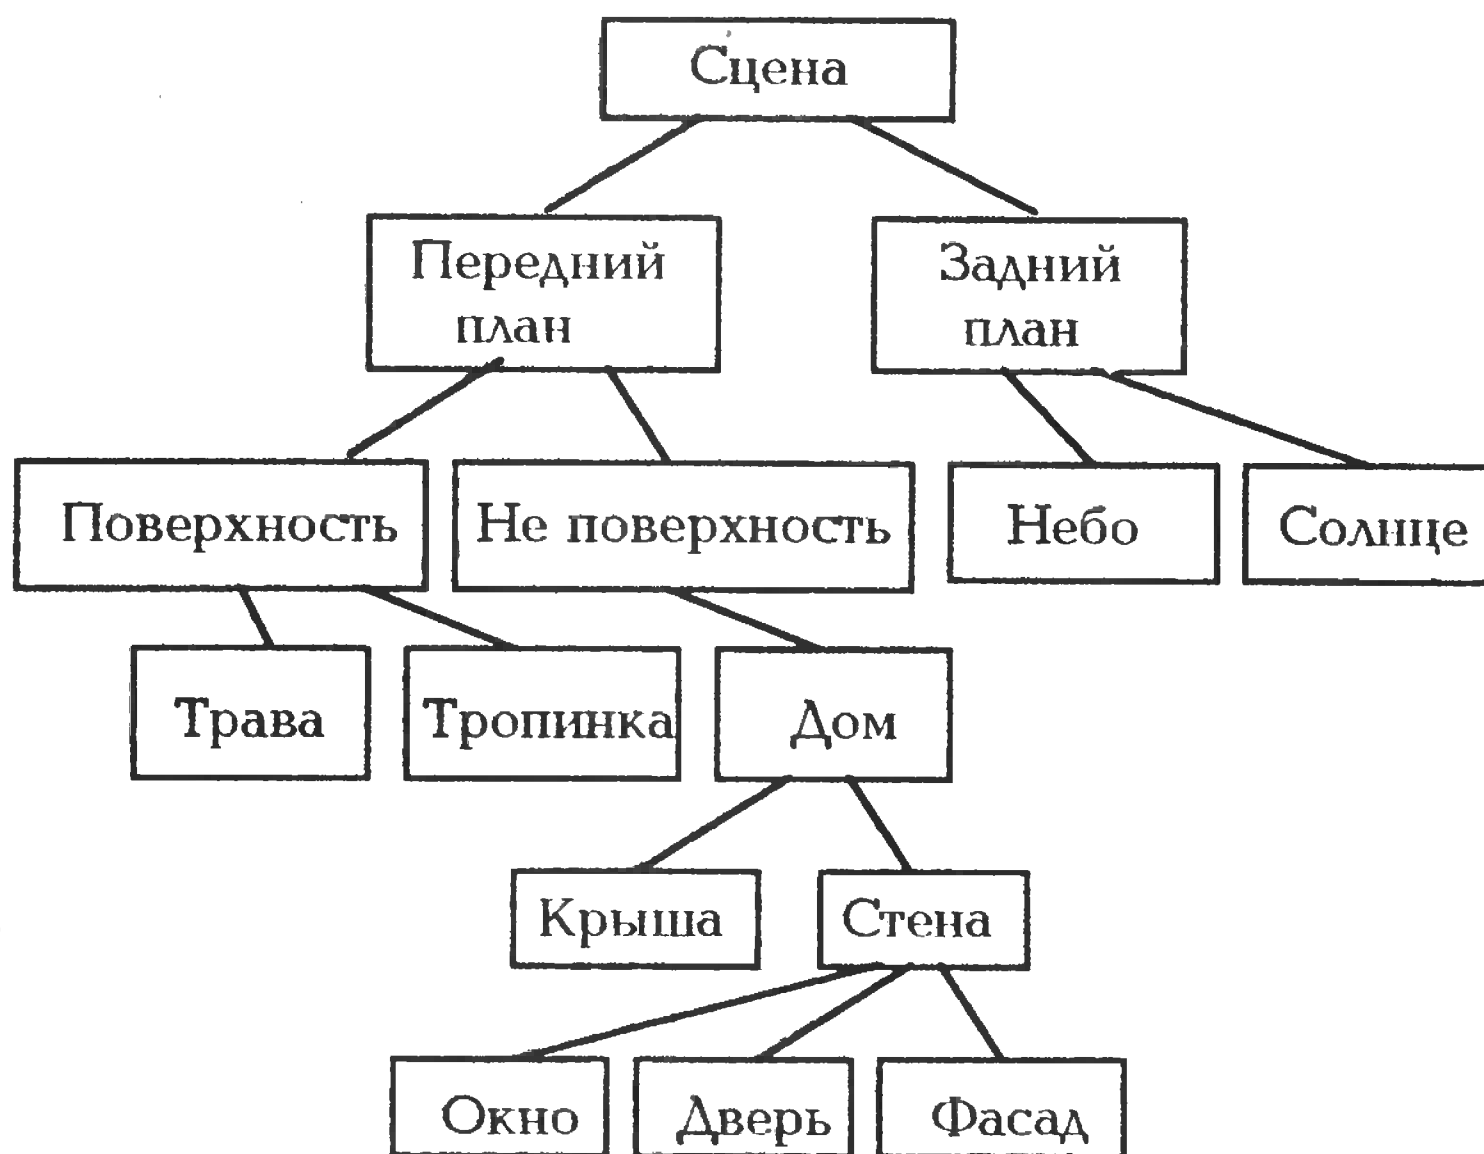 Сцена
Передний
план
Задний
план
Поверхность
Не поверхность
Небо
Солнце
Трава
Тропинка
Дом
Крыша
Стена
Окно
Дверь
Фасад